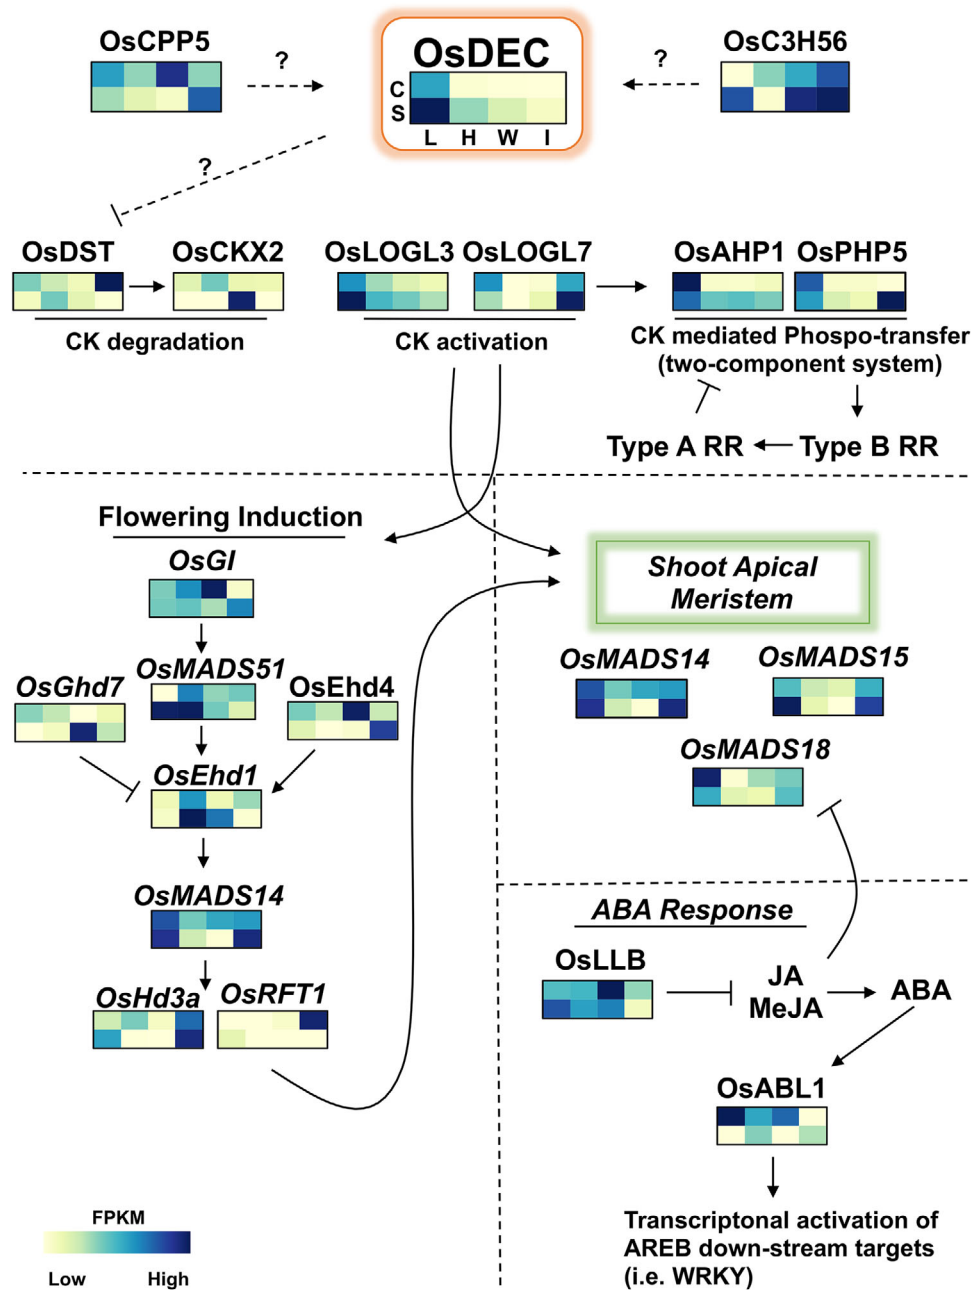 OsCPP5
OsDEC
OsC3H56
?
?
C
S
L H W I
?
OsDST
OsCKX2
OsLOGL3
OsLOGL7
OsAHP1
OsPHP5
CK degradation
CK activation
CK mediated Phospo-transfer
(two-component system)
Type A RR
Type B RR
Flowering Induction
OsGI
OsMADS51
OsGhd7
OsEhd4
OsEhd1
OsMADS14
OsHd3a
OsRFT1
Shoot Apical
Meristem
OsMADS14
OsMADS15
OsMADS18
ABA Response
OsLLB
JA
MeJA
ABA
OsABL1
Transcriptonal activation of
AREB down-stream targets
(i.e. WRKY)
FPKM
Low
High